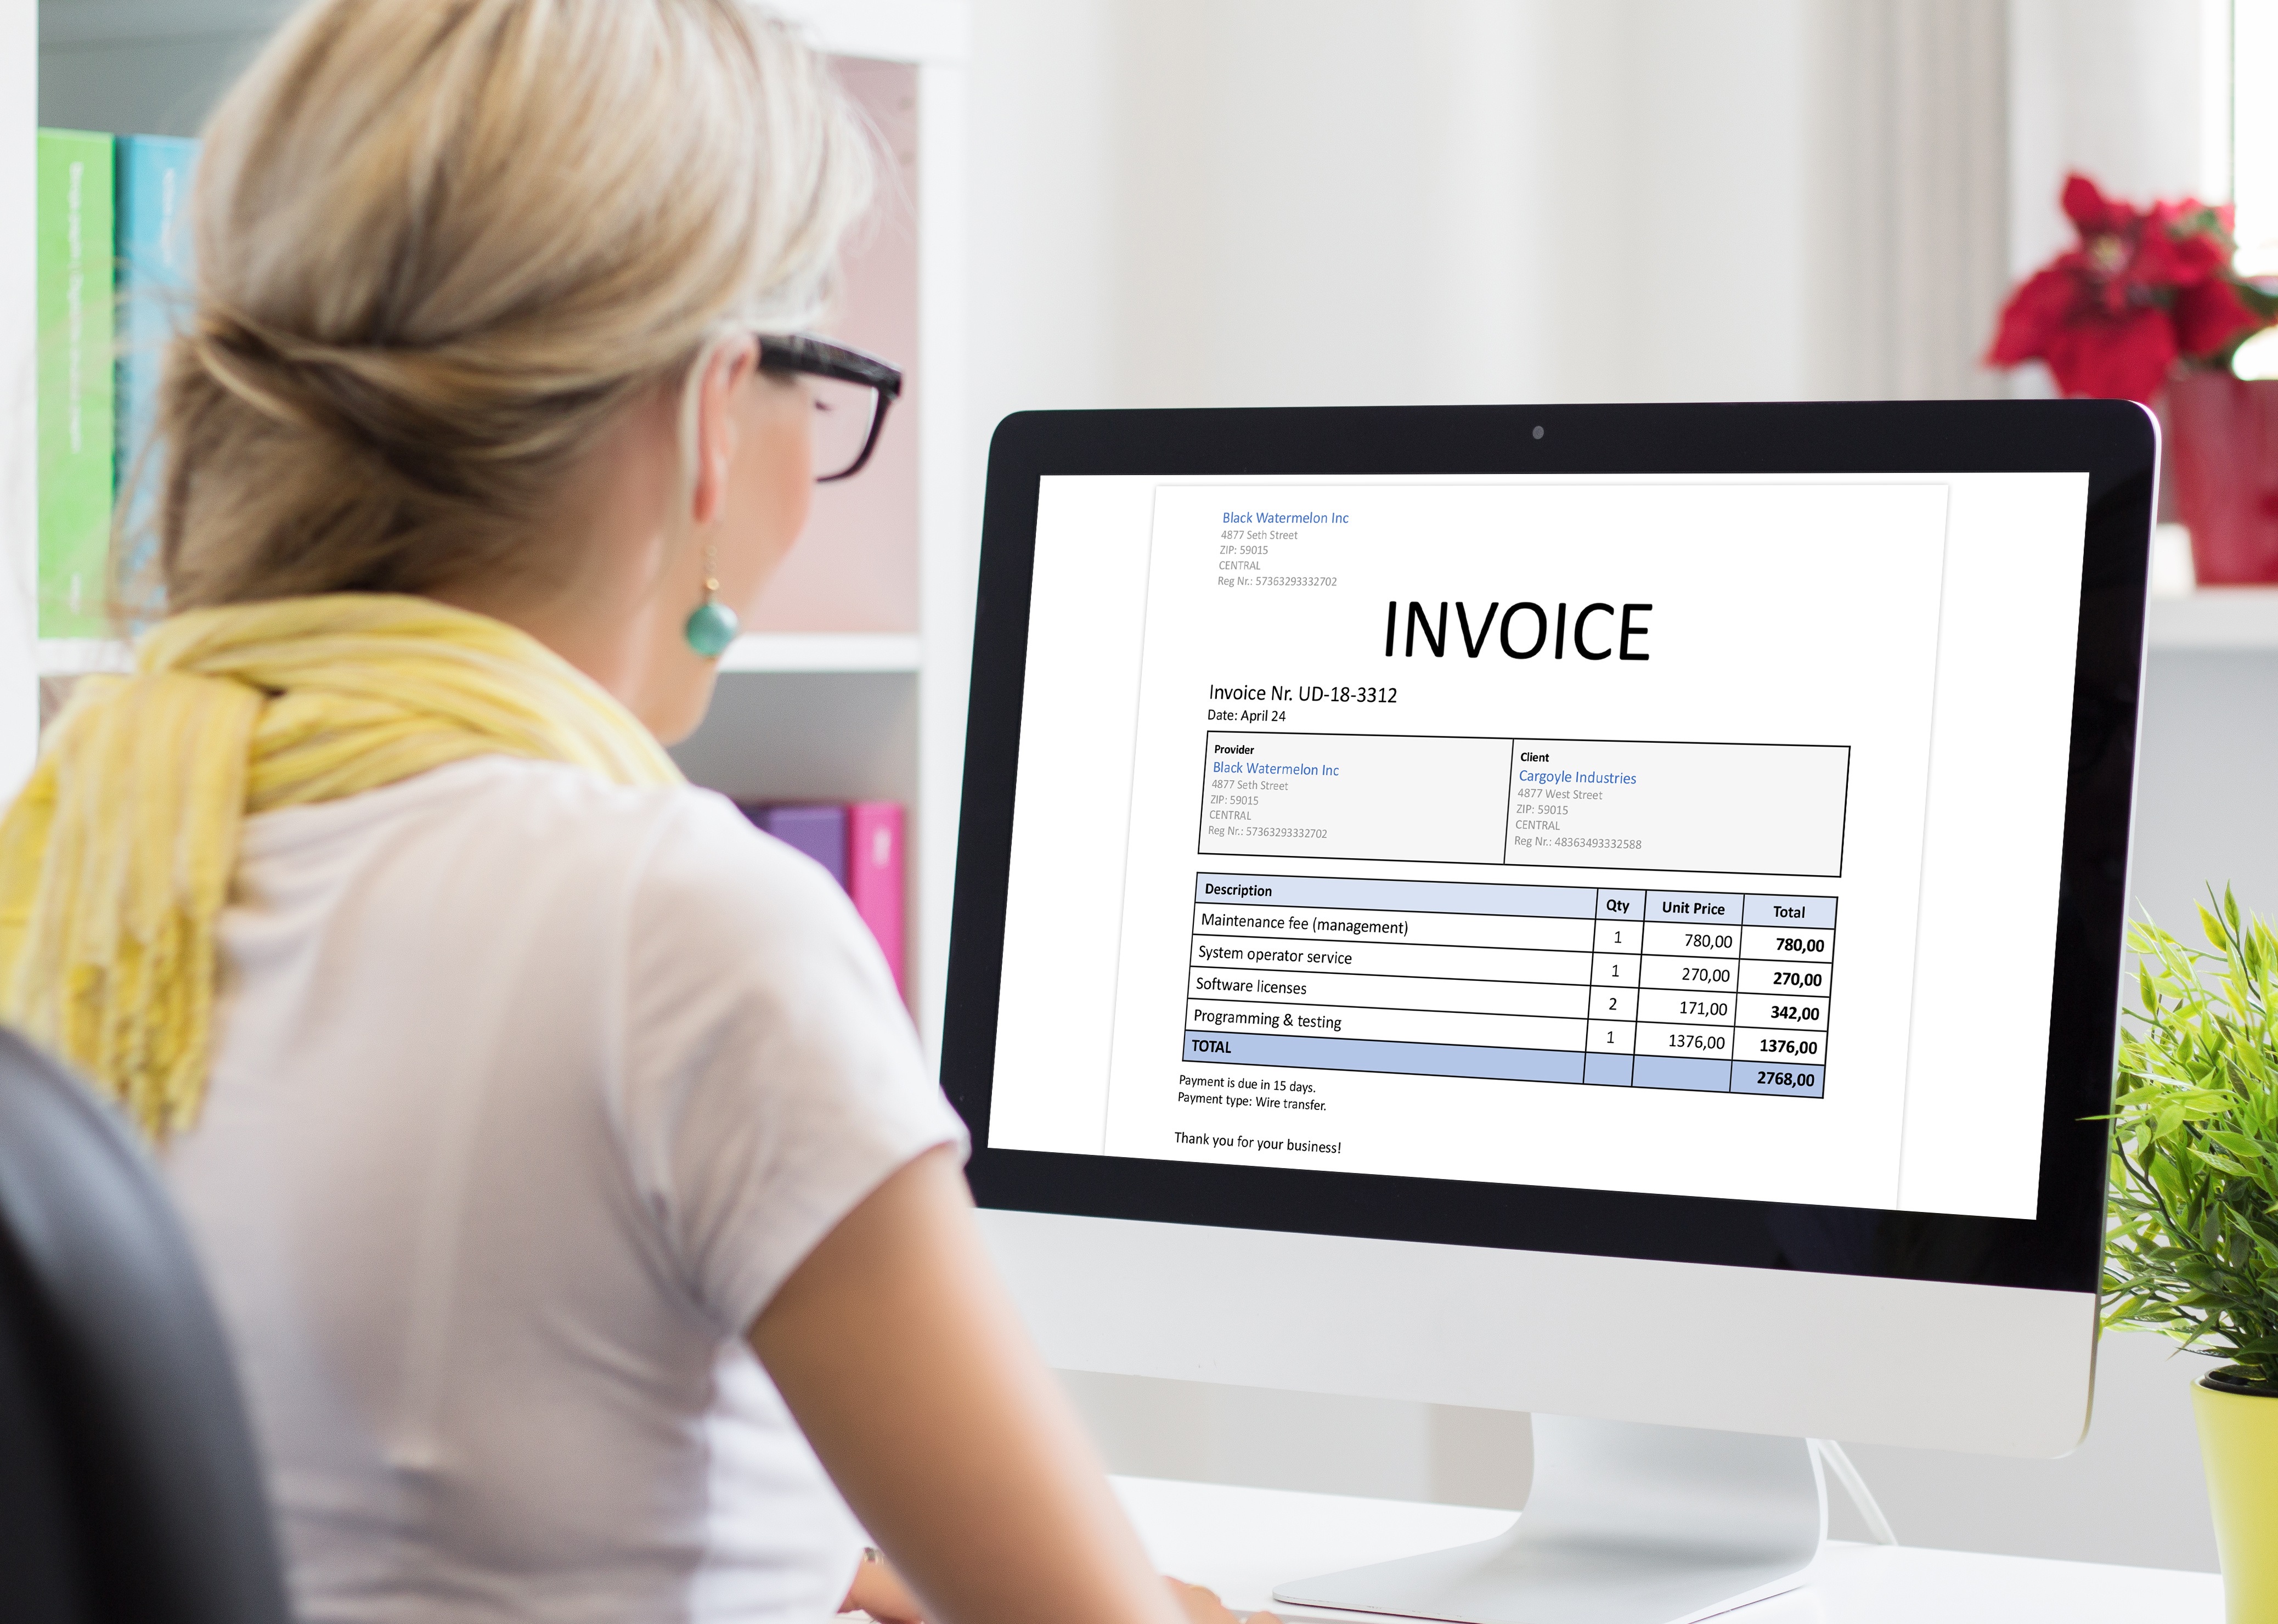 Black Watermelon Inc
4877 Seth Street
ZIP: 59015
CENTRAL
Reg Nr.: 57363293332702
INVOICE
Invoice Nr. UD-18-3312
Date: April 24
Provider
Black Watermelon Inc
4877 Seth Street
ZIP: 59015
CENTRAL
Reg Nr.: 57363293332702
Client
Cargoyle Industries
4877 West Street
ZIP: 59015
CENTRAL
Reg Nr.: 48363493332588
Description Qty Unit Price Total
Maintenance fee (management) 1 780,00 780,00
System operator service 1 270,00 270,00
Software licenses 2 171,00 342,00
Programming & testing 1 1376,00 1376,00
TOTAL 2768,00
Payment is due in 15 days.
Payment type: Wire transfer.
Thank you for your business!